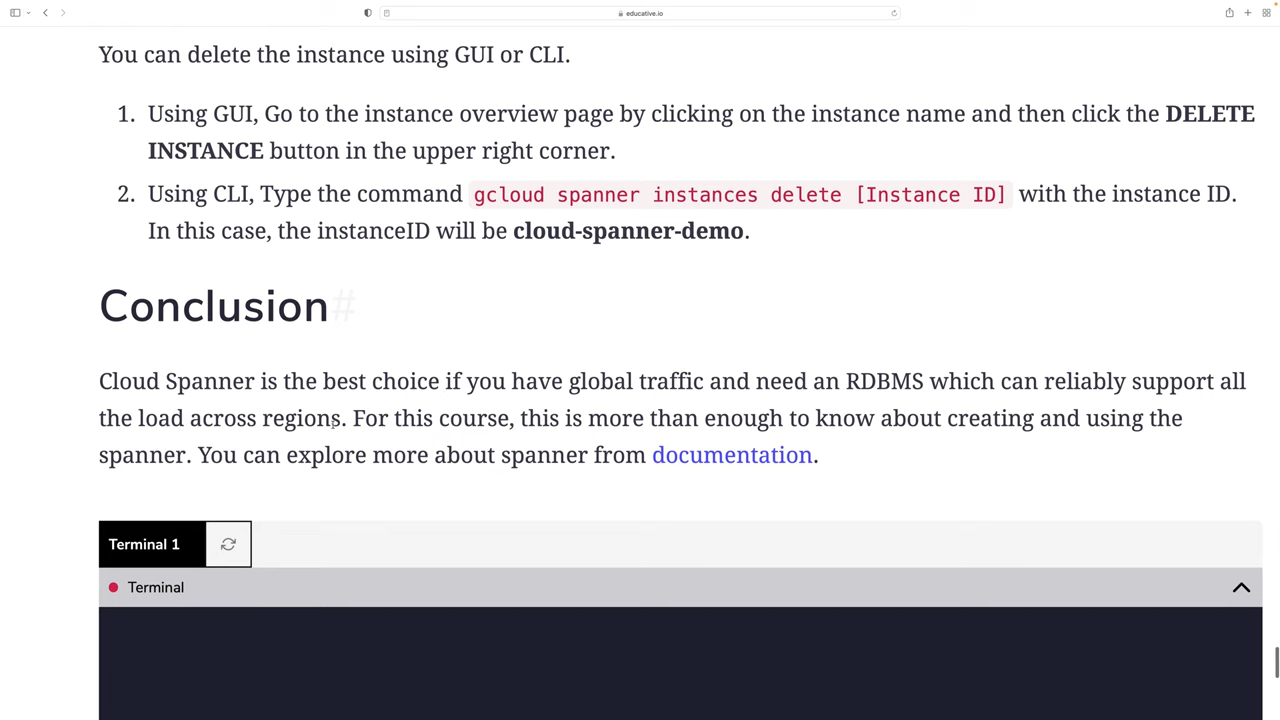 educative.io
You can delete the instance using GUI or CLI.
1. Using GUI, Go to the instance overview page by clicking on the instance name and then click the DELETE
INSTANCE button in the upper right corner.
2. Using CLI, Type the command gcloud spanner instances delete [Instance ID] with the instance ID.
In this case, the instanceID will be cloud-spanner-demo.
Conclusion#
Cloud Spanner is the best choice if you have global traffic and need an RDBMS which can reliably support all
the load across regions. For this course, this is more than enough to know about creating and using the
spanner. You can explore more about spanner from documentation.
Terminal 1
Terminal